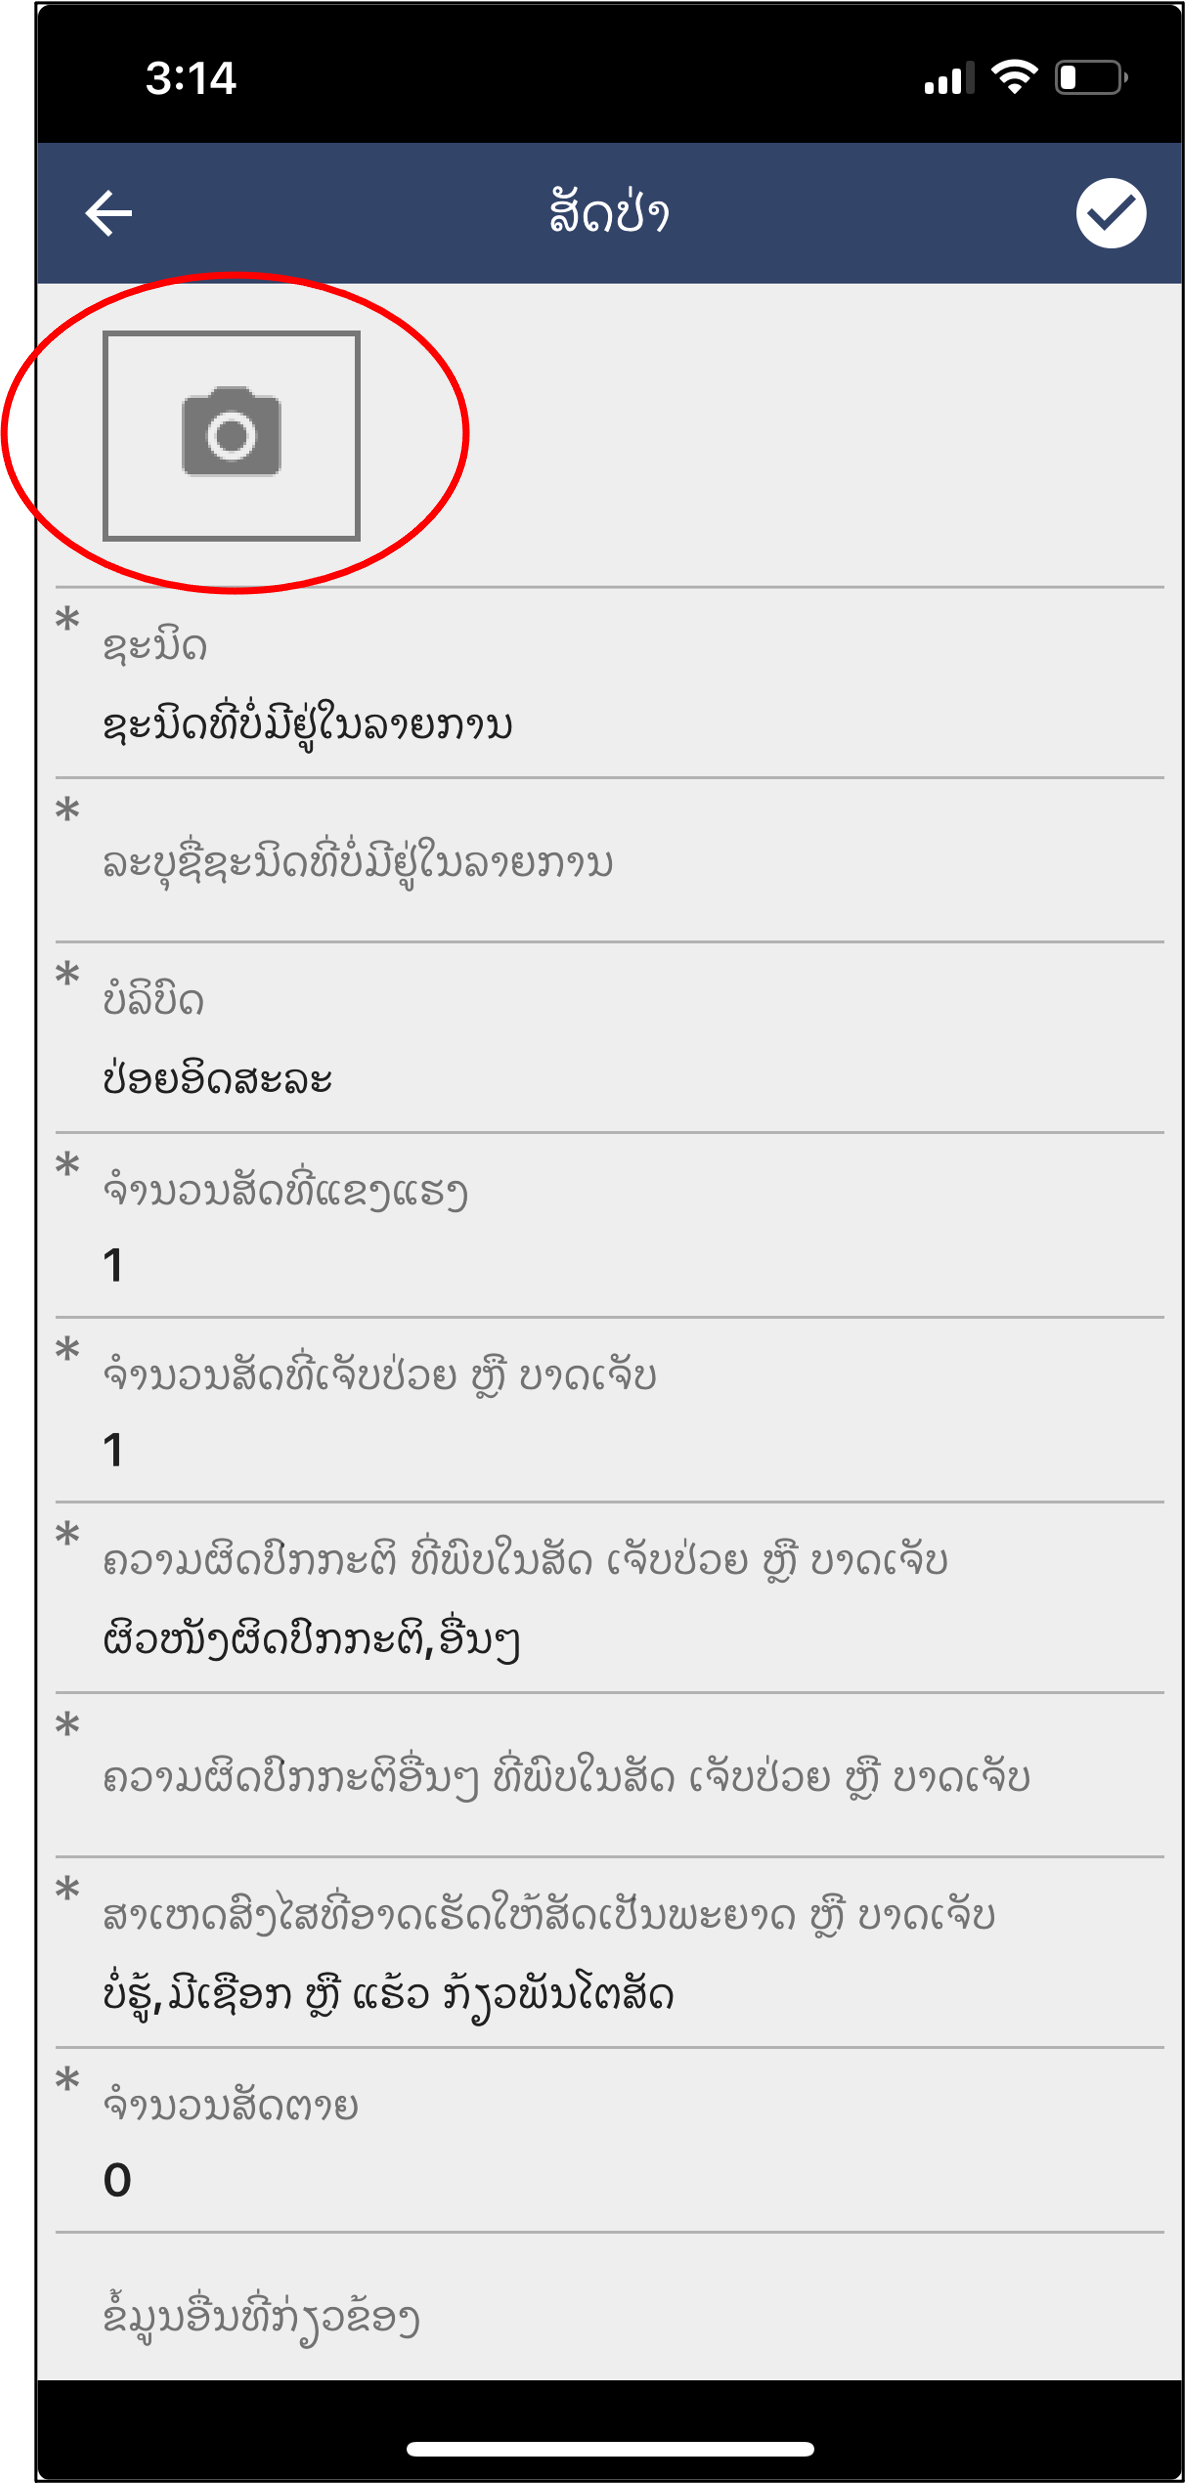 3:14
ສັດປ່າ
* ຊະນິດ
ຊະນິດທີ່ບໍ່ມີຢູ່ໃນລາຍການ
* ລະບຸຊື່ຊະນິດທີ່ບໍ່ມີຢູ່ໃນລາຍການ
* ບໍລິບົດ
ປ່ອຍອິດສະລະ
* ຈຳນວນສັດທີ່ແຂງແຮງ
1
* ຈຳນວນສັດທີ່ເຈັບປ່ວຍ ຫຼື ບາດເຈັບ
1
* ຄວາມຜິດປົກກະຕິ ທີ່ພົບໃນສັດ ເຈັບປ່ວຍ ຫຼື ບາດເຈັບ
ຜິວໜັງຜິດປົກກະຕິ,ອື່ນໆ
* ຄວາມຜິດປົກກະຕິອື່ນໆ ທີ່ພົບໃນສັດ ເຈັບປ່ວຍ ຫຼື ບາດເຈັບ
* ສາເຫດສົງໄສທີ່ອາດເຮັດໃຫ້ສັດເປັນພະຍາດ ຫຼື ບາດເຈັບ
ບໍ່ຮູ້,ມີເຊືອກ ຫຼື ແຮ້ວ ກ້ຽວພັນໂຕສັດ
* ຈຳນວນສັດຕາຍ
0
ຂໍ້ມູນອື່ນທີ່ກ່ຽວຂ້ອງ